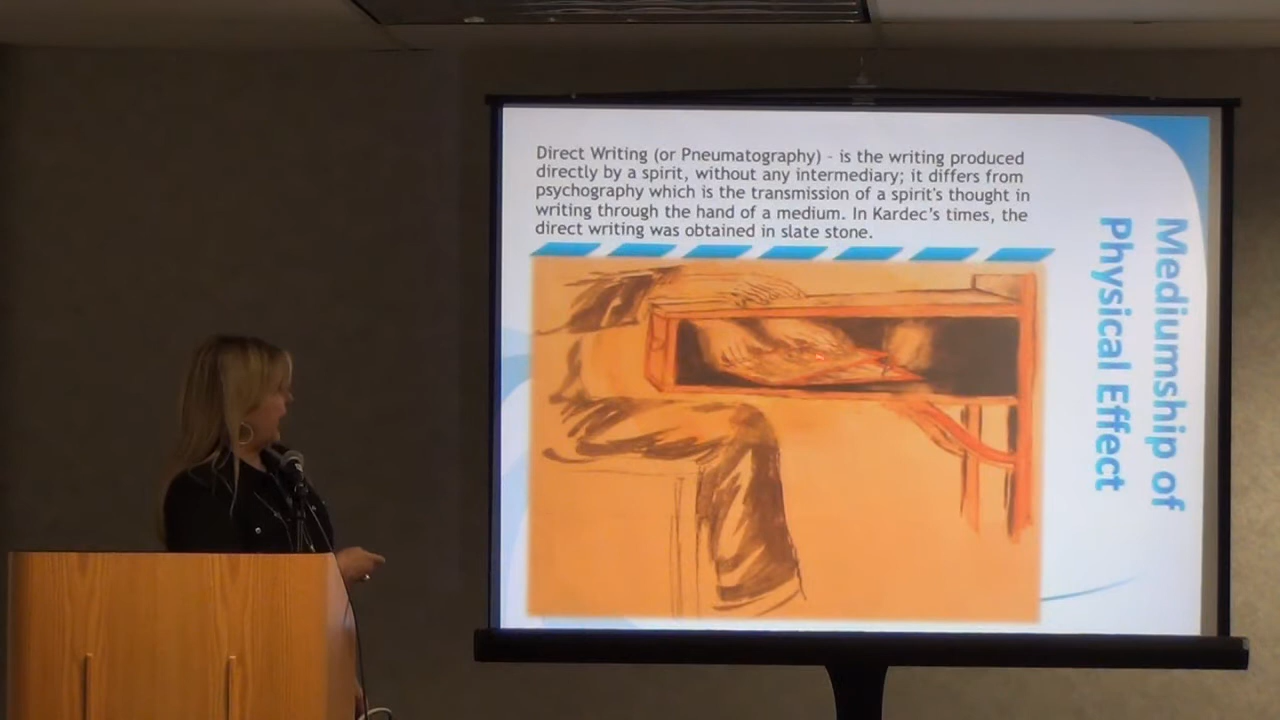 Direct Writing (or Pneumatography) - is the writing produced
directly by a spirit, without any intermediary; it differs from
psychography which is the transmission of a spirit's thought in
writing through the hand of a medium. In Kardec's times, the
direct writing was obtained in slate stone.
Mediumship of
Physical Effect